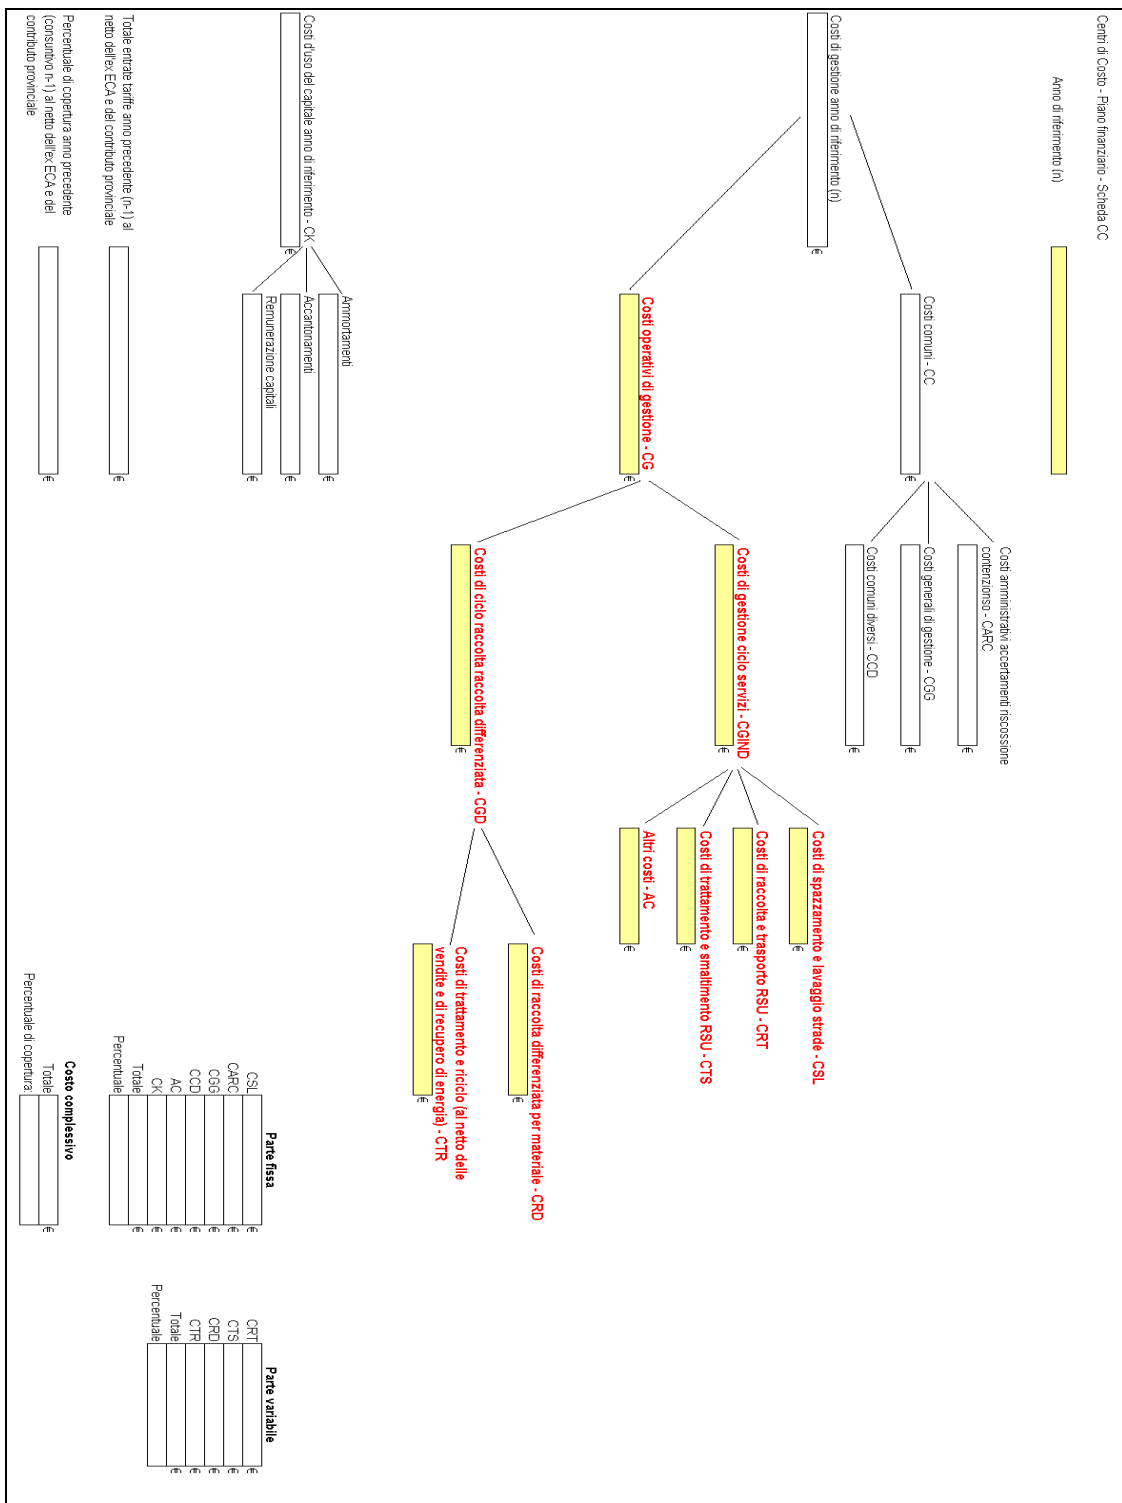 Centri di Costo - Piano finanziario - Scheda CC
Anno di riferimento (n)
Costi di gestione anno di riferimento (n)
€
Costi comuni - CC
€
Costi amministrativi accertamenti riscossione
contenzionso - CARC
€
Costi generali di gestione - CGG
€
Costi comuni diversi - CCD
€
Costi operativi di gestione - CG
€
Costi di gestione ciclo servizi - CGIND
€
Costi di spazzamento e lavaggio strade - CSL
€
Costi di raccolta e trasporto RSU - CRT
€
Costi di trattamento e smaltimento RSU - CTS
€
Altri costi - AC
€
Costi di ciclo raccolta raccolta differenziata - CGD
€
Costi di raccolta differenziata per materiale - CRD
€
Costi di trattamento e riciclo (al netto delle
vendite e di recupero di energia) - CTR
€
Costi d'uso del capitale anno di riferimento - CK
€
Ammortamenti
€
Accantonamenti
€
Remunerazione capitali
€
Totale entrate tariffe anno precedente (n-1) al
netto dell'ex ECA e del contributo provinciale
€
Percentuale di copertura anno precedente
(consuntivo n-1) al netto dell'ex ECA e del
contributo provinciale
€
Parte fissa
CSL €
CARC €
CGG €
CCD €
AC €
CK €
Totale €
Percentuale
Parte variabile
CRT €
CTS €
CRD €
CTR €
Totale €
Percentuale
Costo complessivo
Totale €
Percentuale di copertura: